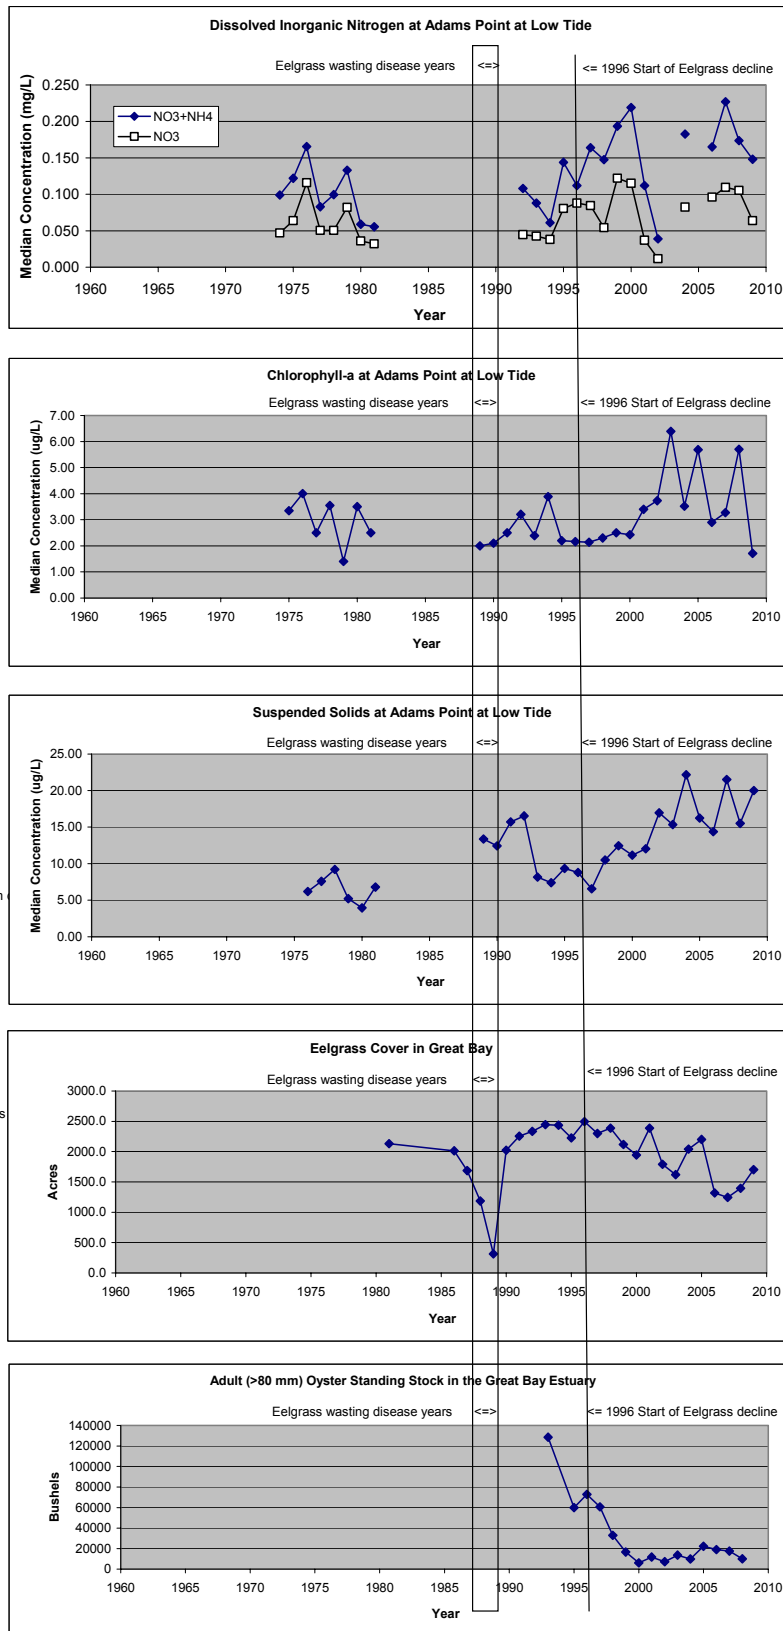 Dissolved Inorganic Nitrogen at Adams Point at Low Tide
Eelgrass wasting disease years <=> <= 1996 Start of Eelgrass decline
Median Concentration (mg/L)
0.250
0.200
0.150
0.100
0.050
0.000
NO3+NH4
NO3
1960 1965 1970 1975 1980 1985 1990 1995 2000 2005 2010
Year
Chlorophyll-a at Adams Point at Low Tide
Eelgrass wasting disease years <=> <= 1996 Start of Eelgrass decline
Median Concentration (ug/L)
7.00
6.00
5.00
4.00
3.00
2.00
1.00
0.00
1960 1965 1970 1975 1980 1985 1990 1995 2000 2005 2010
Year
Suspended Solids at Adams Point at Low Tide
Eelgrass wasting disease years <=> <= 1996 Start of Eelgrass decline
Median Concentration (ug/L)
25.00
20.00
15.00
10.00
5.00
0.00
1960 1965 1970 1975 1980 1985 1990 1995 2000 2005 2010
Year
Eelgrass Cover in Great Bay
Eelgrass wasting disease years <=> <= 1996 Start of Eelgrass decline
Acres
3000.0
2500.0
2000.0
1500.0
1000.0
500.0
0.0
1960 1965 1970 1975 1980 1985 1990 1995 2000 2005 2010
Year
Adult (>80 mm) Oyster Standing Stock in the Great Bay Estuary
Eelgrass wasting disease years <=> <= 1996 Start of Eelgrass decline
Bushels
140000
120000
100000
80000
60000
40000
20000
0
1960 1965 1970 1975 1980 1985 1990 1995 2000 2005 2010
Year